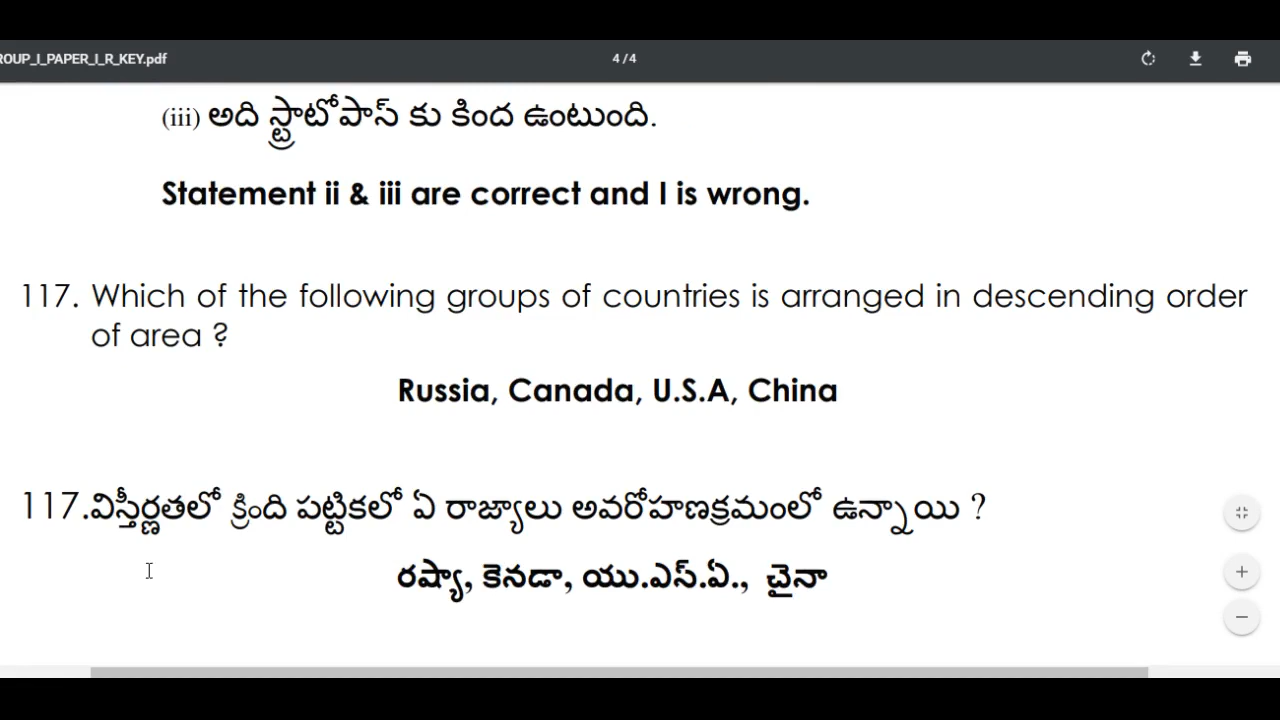 ROUP_I_PAPER_I_R_KEY.pdf 4 / 4
(iii) అది స్ట్రాటోపాస్ కు కింద ఉంటుంది.
Statement ii & iii are correct and I is wrong.
117. Which of the following groups of countries is arranged in descending order
of area ?
Russia, Canada, U.S.A, China
117.విస్తీర్ణతలో క్రింది పట్టికలో ఏ రాజ్యాలు అవరోహణక్రమంలో ఉన్నాయి ?
రష్యా, కెనడా, యు.ఎస్.ఏ., చైనా